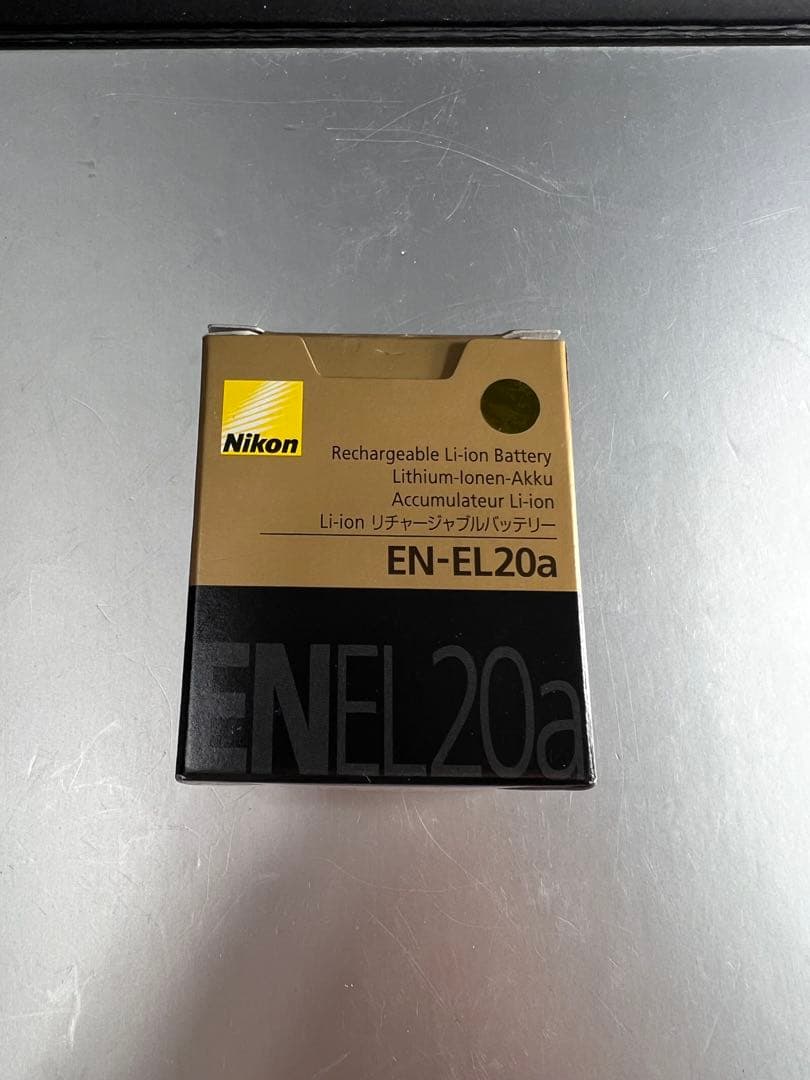 Nikon
Rechargeable Li-ion Battery
Lithium-Ionen-Akku
Accumulateur Li-ion
Li-ion リチャージャブルバッテリー
EN-EL20a
ENEL20a